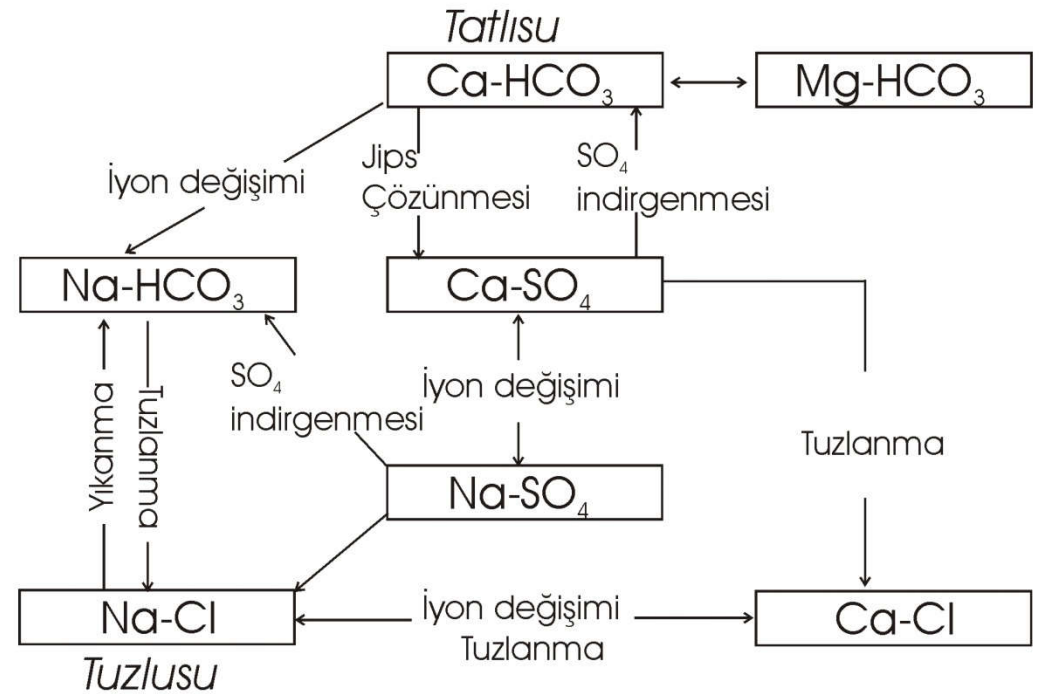 Tatlısu
Ca-HCO₃
Mg-HCO₃
İyon değişimi
Jips
Çözünmesi
SO₄
indirgenmesi
Na-HCO₃
Ca-SO₄
SO₄
indirgenmesi
İyon değişimi
Yıkanma
Tuzlanma
Tuzlanma
Na-SO₄
Na-Cl
İyon değişimi
Tuzlanma
Ca-Cl
Tuzlusu